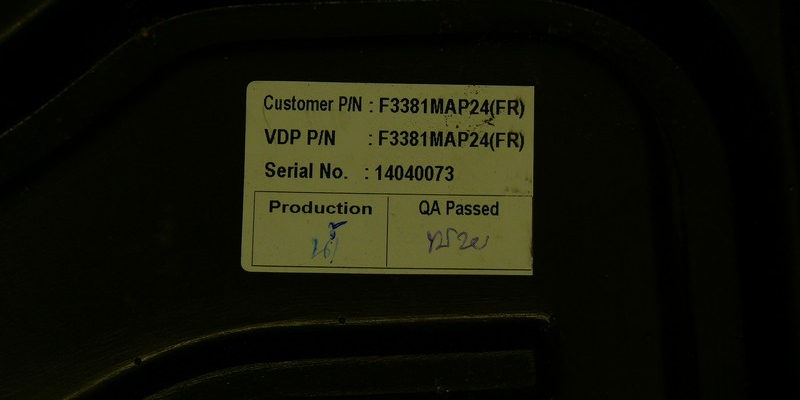 Customer P/N : F3381MAP24(FR)
VDP P/N : F3381MAP24(FR)
Serial No. : 14040073
Production QA Passed